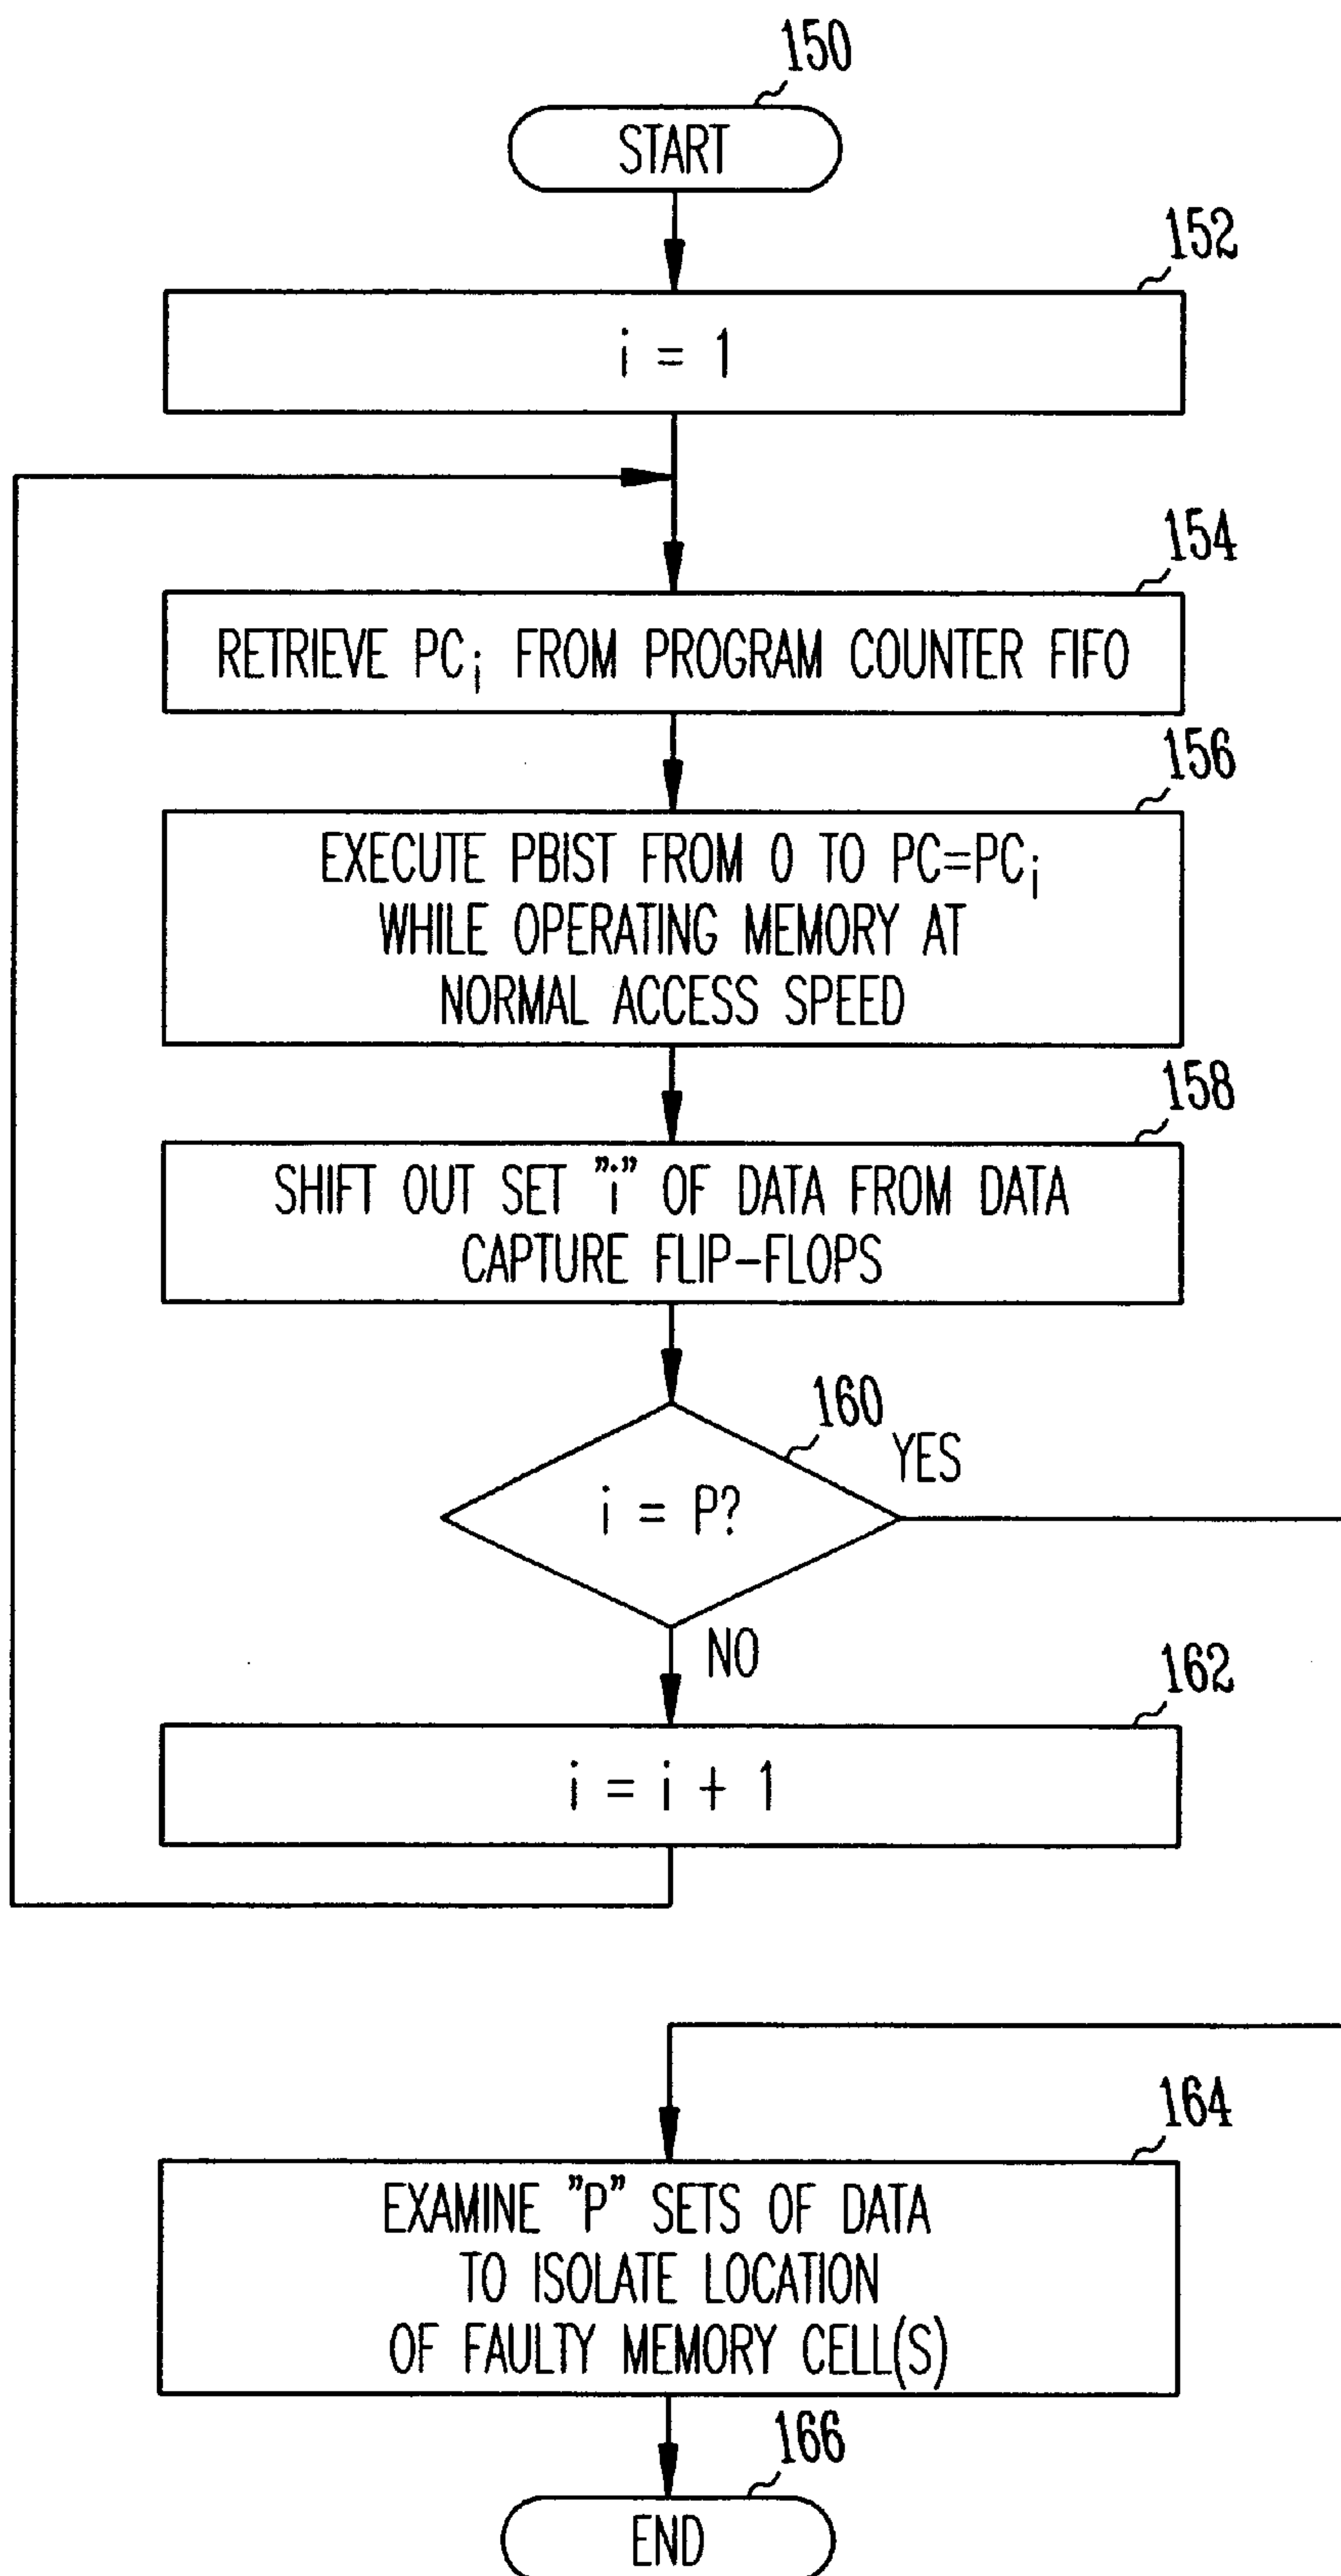 150
START
152
i = 1
154
RETRIEVE PCi FROM PROGRAM COUNTER FIFO
156
EXECUTE PBIST FROM 0 TO PC=PCi
WHILE OPERATING MEMORY AT
NORMAL ACCESS SPEED
158
SHIFT OUT SET "i" OF DATA FROM DATA
CAPTURE FLIP-FLOPS
160
YES
i = P?
NO
162
i = i + 1
164
EXAMINE "P" SETS OF DATA
TO ISOLATE LOCATION
OF FAULTY MEMORY CELL(S)
166
END